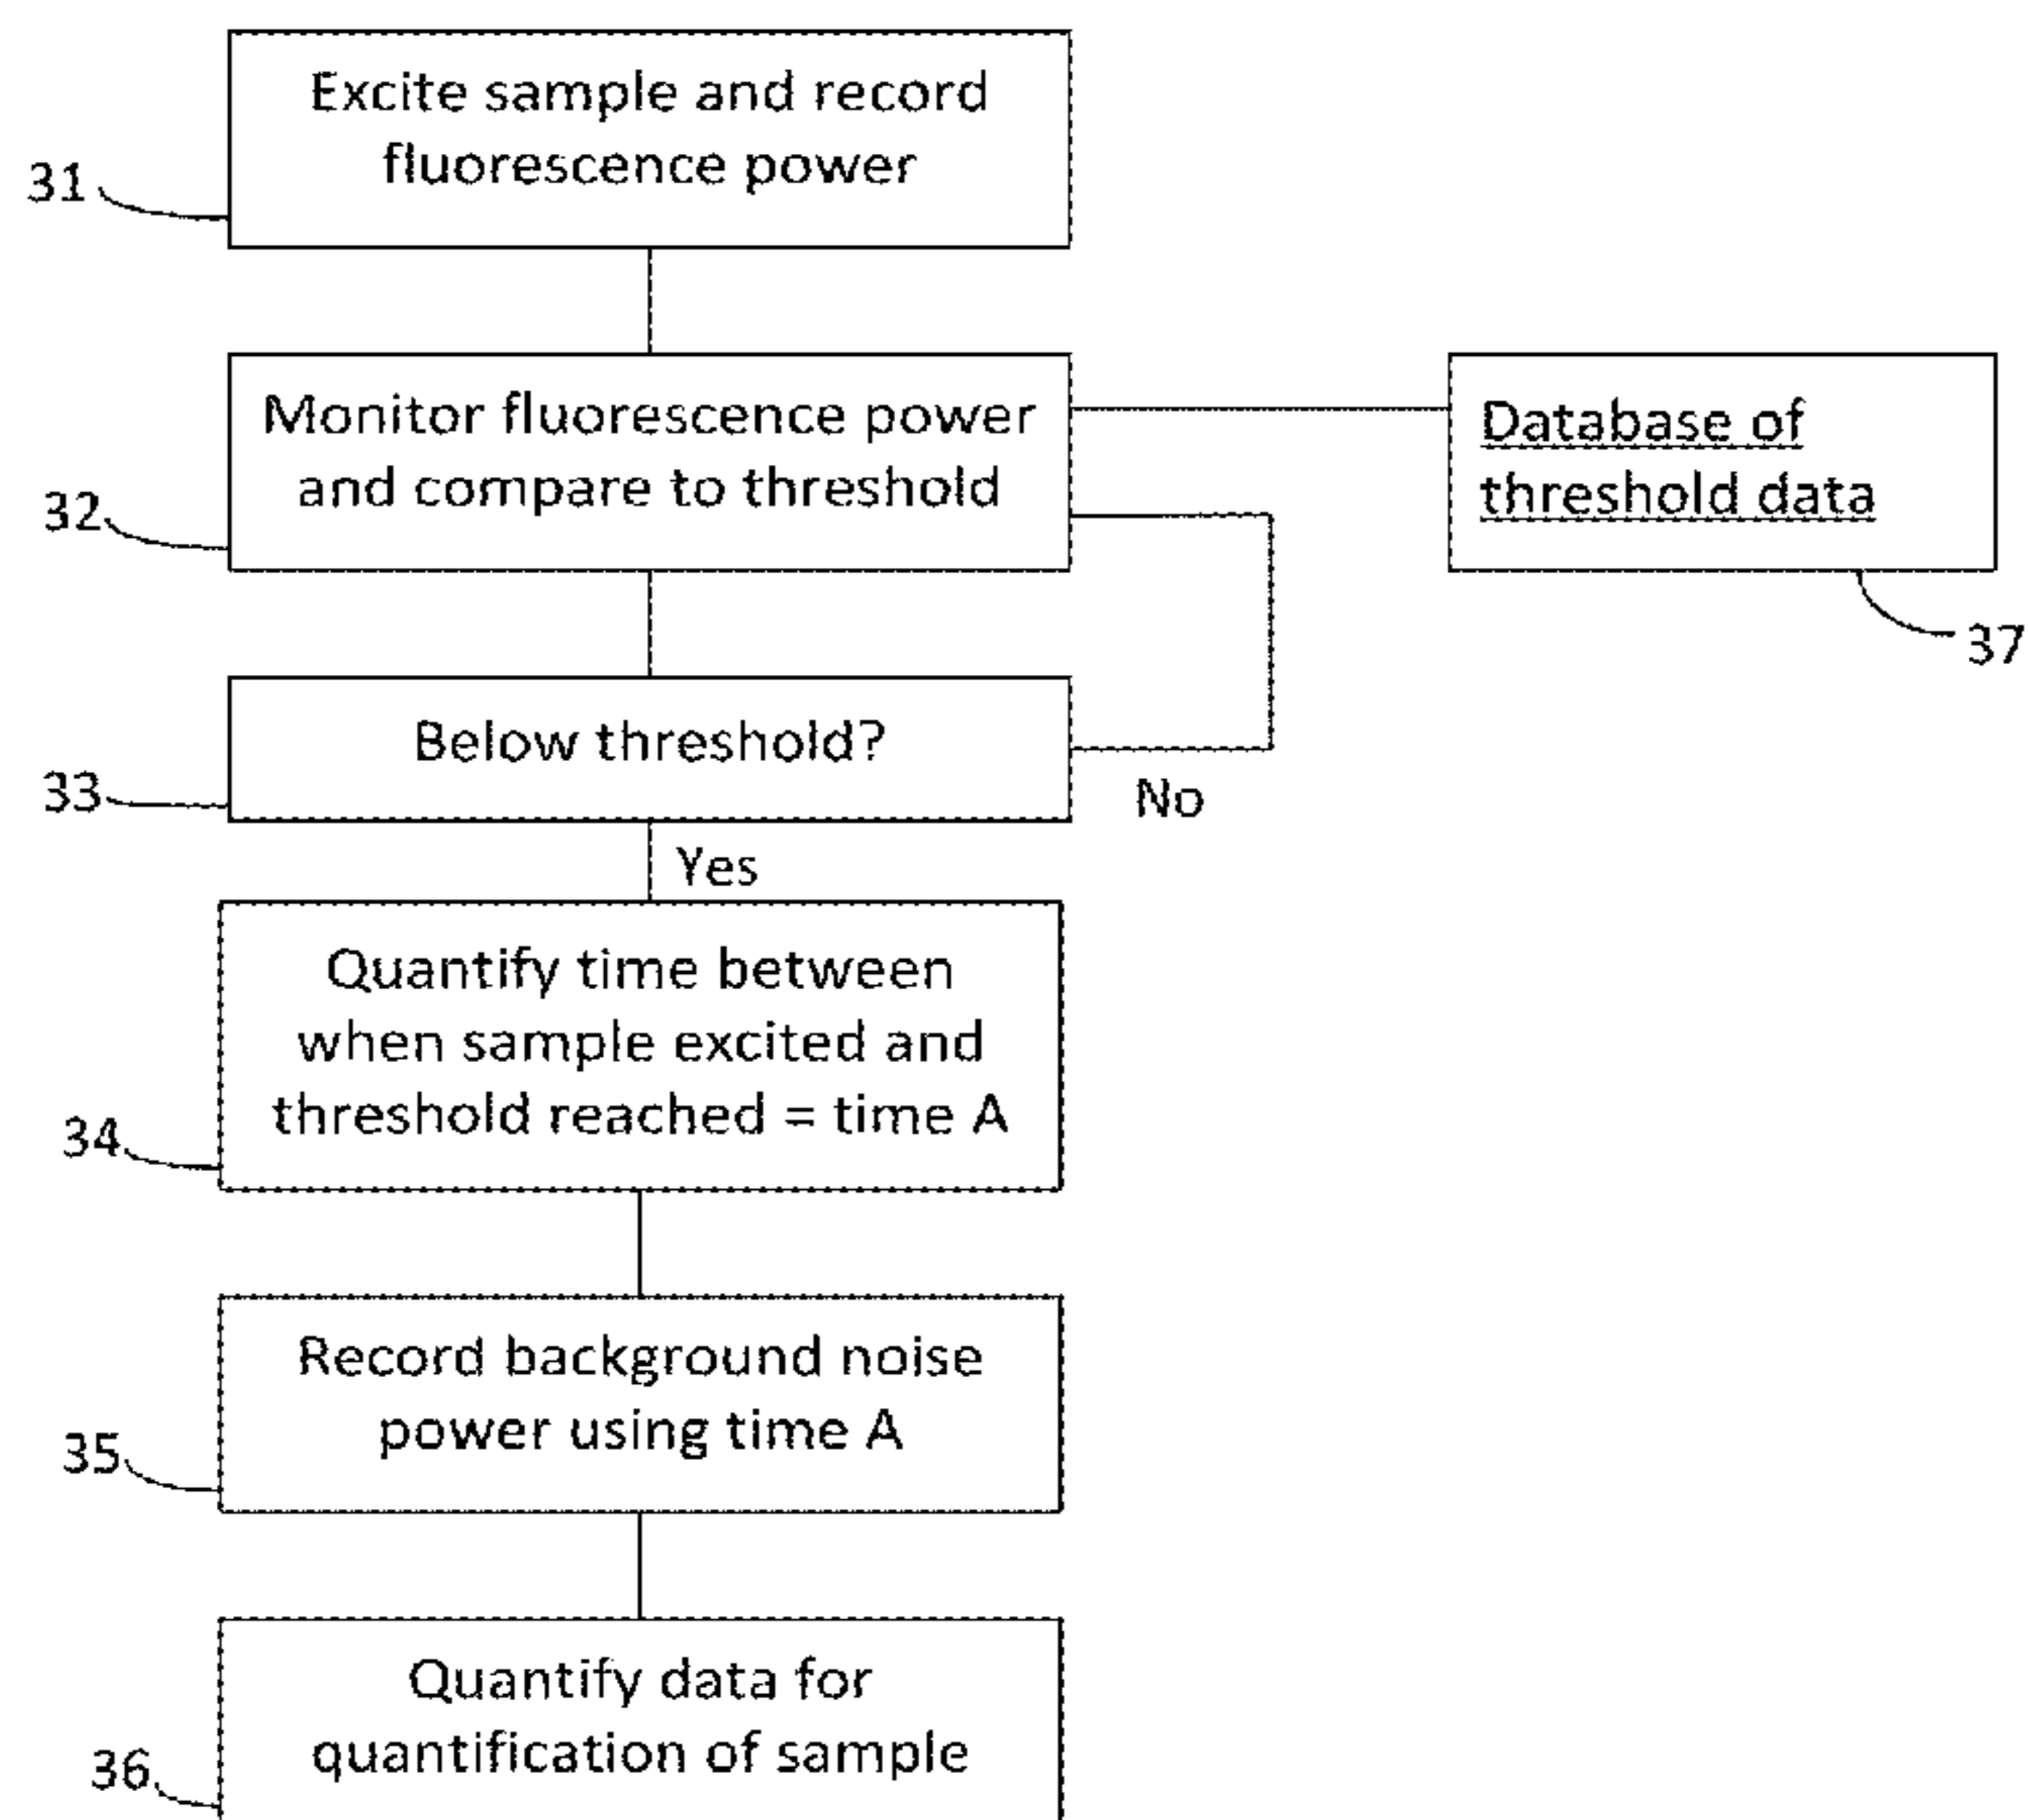 Excite sample and record
fluorescence power
31
Monitor fluorescence power
and compare to threshold
32
Database of
threshold data
37
Below threshold?
33
No
Yes
Quantify time between
when sample excited and
threshold reached = time A
34
Record background noise
power using time A
35
Quantify data for
quantification of sample
36